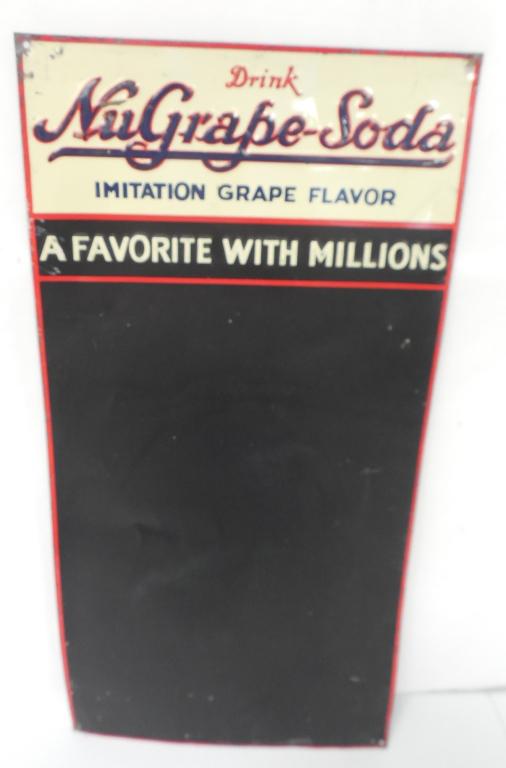 Drink
NuGrape-Soda
IMITATION GRAPE FLAVOR
A FAVORITE WITH MILLIONS